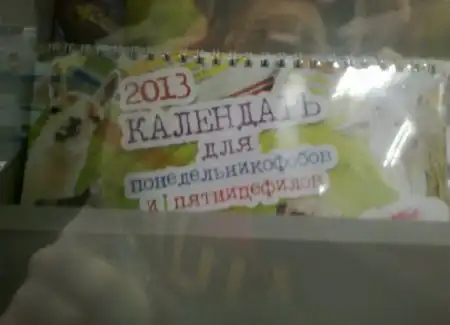 2013
КАЛЕНДАРЬ
ДЛЯ
ПОНЕДЕЛЬНИКОФОБОВ
И ПЯТНИЦЕФИЛОВ